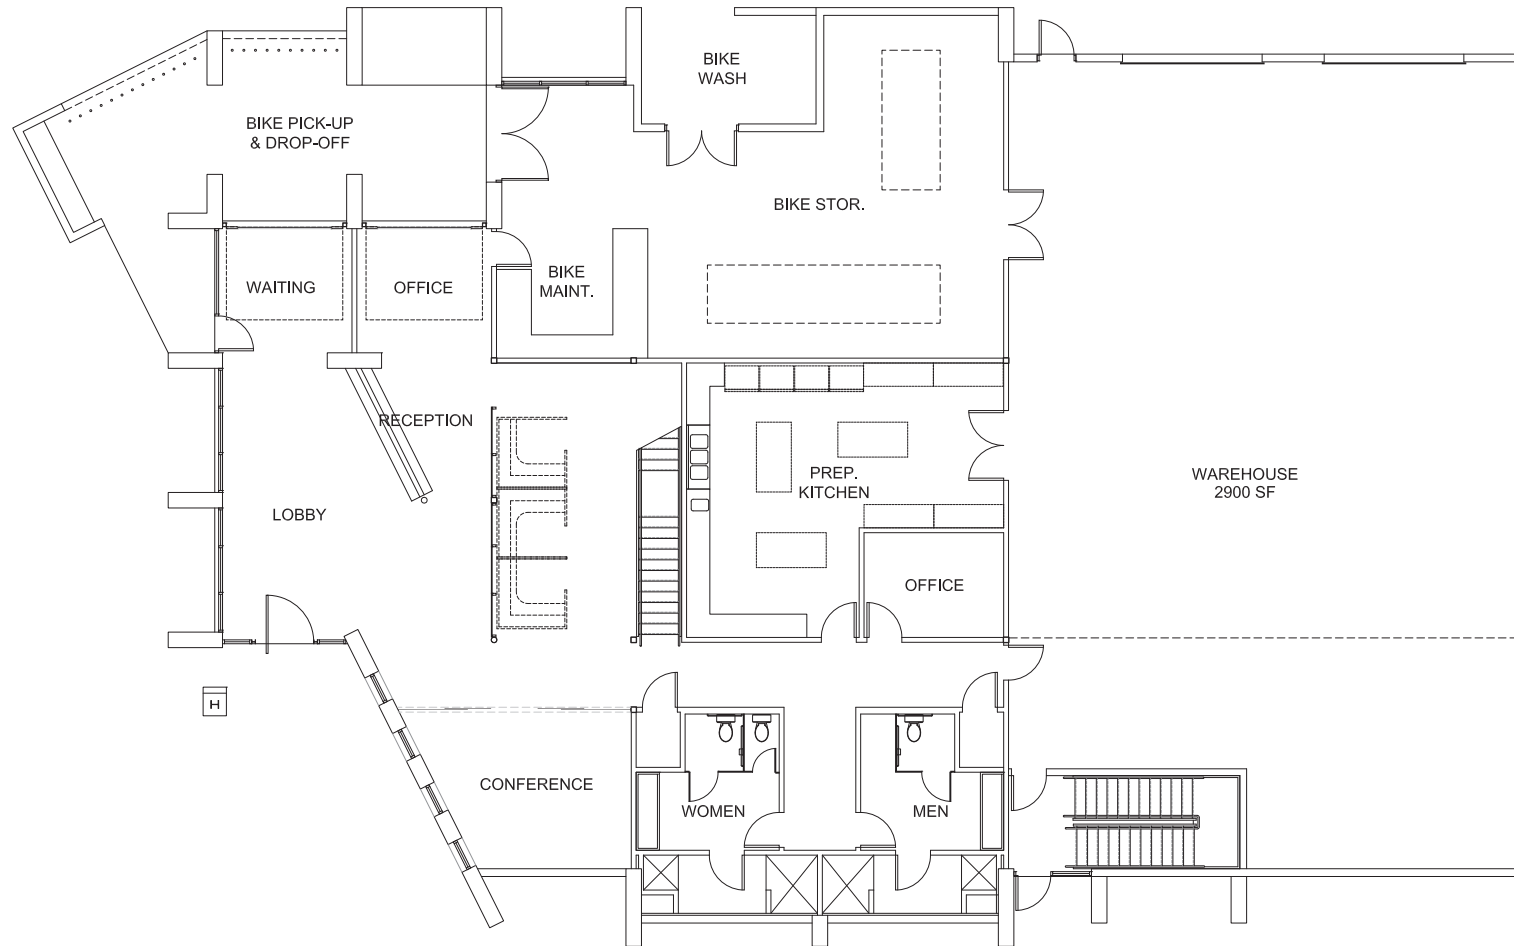 BIKE
WASH
BIKE PICK-UP
& DROP-OFF
BIKE STOR.
WAITING
OFFICE
BIKE
MAINT.
RECEPTION
PREP.
KITCHEN
WAREHOUSE
2900 SF
LOBBY
OFFICE
H
CONFERENCE
WOMEN
MEN